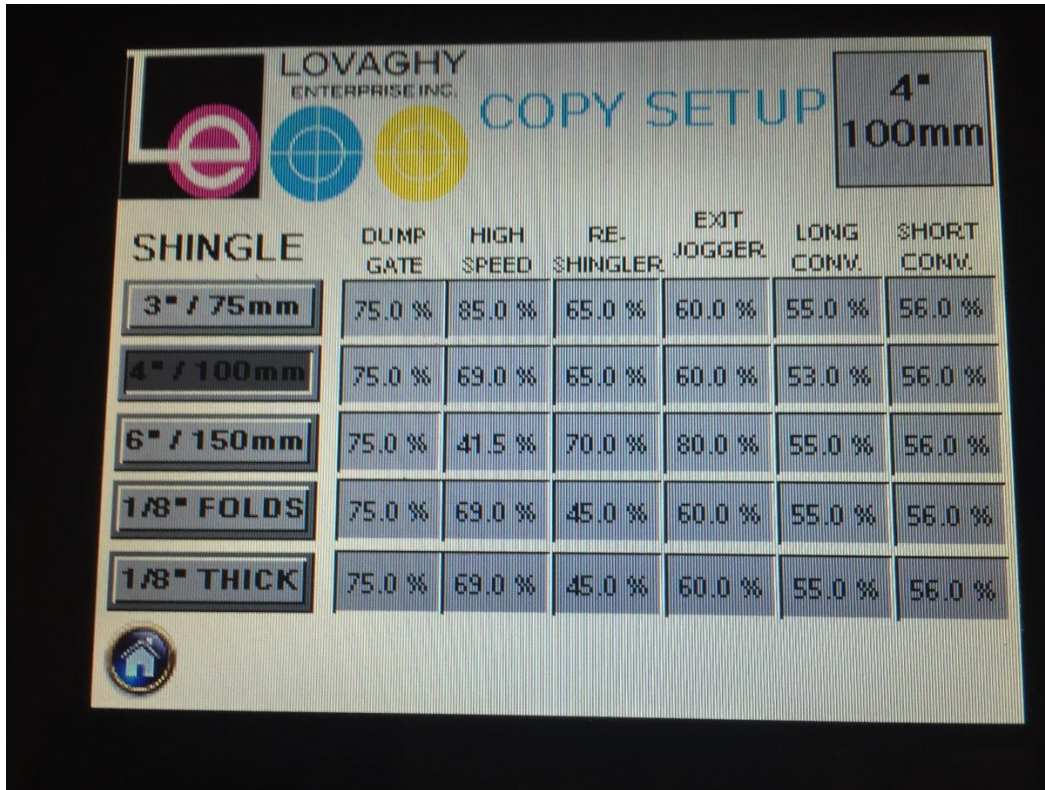 LOVAGHY
ENTERPRISE INC.
COPY SETUP
4"
100mm
SHINGLE
DUMP GATE
HIGH SPEED
RE-SHINGLER
EXIT JOGGER
LONG CONV.
SHORT CONV.
3" / 75mm 75.0 % 85.0 % 65.0 % 60.0 % 55.0 % 56.0 %
4" / 100mm 75.0 % 69.0 % 65.0 % 60.0 % 53.0 % 56.0 %
6" / 150mm 75.0 % 41.5 % 70.0 % 80.0 % 55.0 % 56.0 %
1/8" FOLDS 75.0 % 69.0 % 45.0 % 60.0 % 55.0 % 56.0 %
1/8" THICK 75.0 % 69.0 % 45.0 % 60.0 % 55.0 % 56.0 %